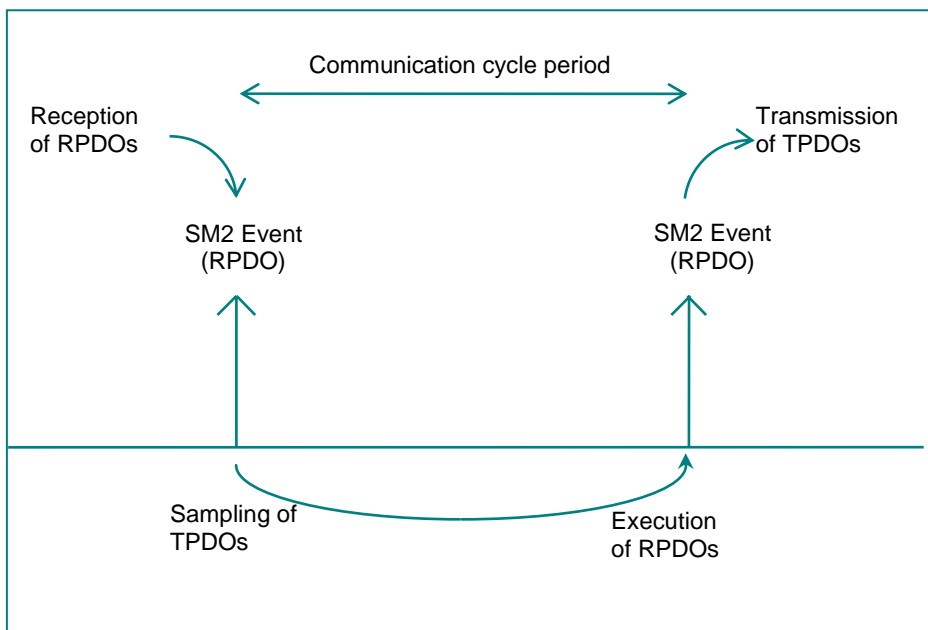 Communication cycle period
Reception
of RPDOs
Transmission
of TPDOs
SM2 Event
(RPDO)
SM2 Event
(RPDO)
Sampling of
TPDOs
Execution
of RPDOs